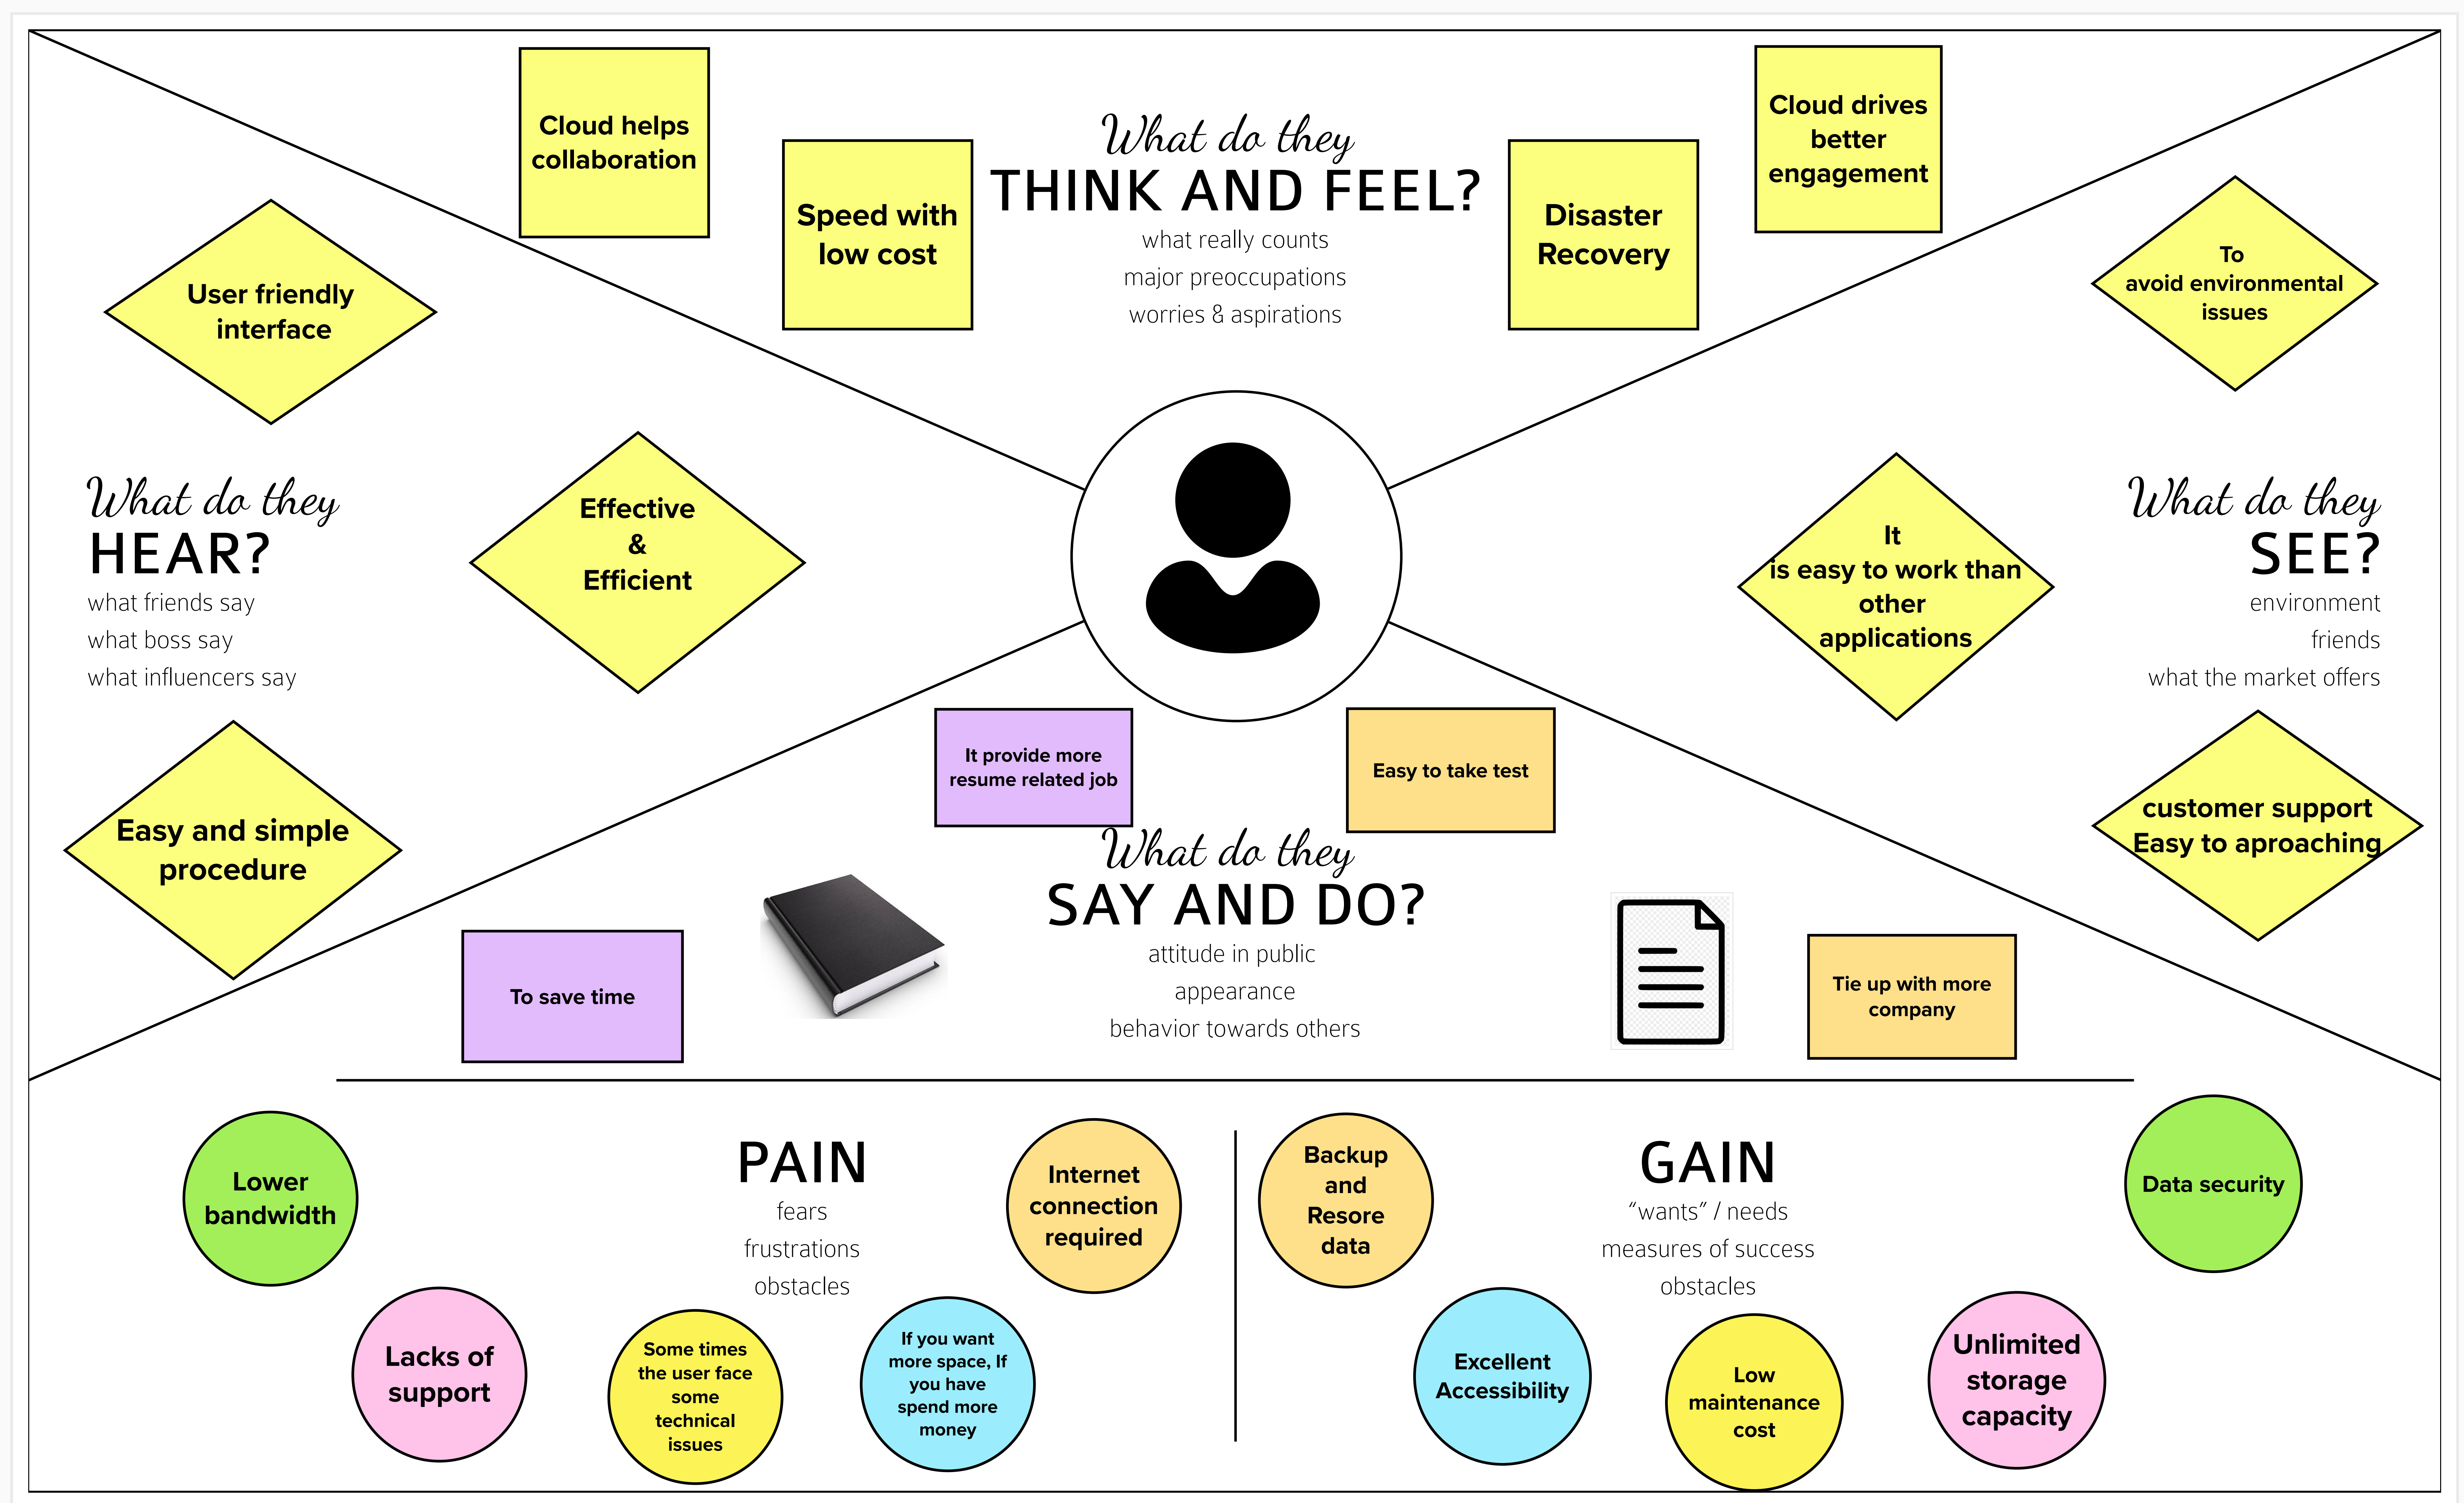 Cloud helps
collaboration
Speed with
low cost
What do they
THINK AND FEEL?
what really counts
major preoccupations
worries & aspirations
Disaster
Recovery
Cloud drives
better
engagement
User friendly
interface
Effective
&
Efficient
What do they
HEAR?
what friends say
what boss say
what influencers say
Easy and simple
procedure
To
avoid environmental
issues
It
is easy to work than
other
applications
What do they
SEE?
environment
friends
what the market offers
customer support
Easy to aproaching
It provide more
resume related job
Easy to take test
What do they
SAY AND DO?
attitude in public
appearance
behavior towards others
To save time
Tie up with more
company
PAIN
fears
frustrations
obstacles
Lower
bandwidth
Lacks of
support
Some times
the user face
some
technical
issues
If you want
more space, If
you have
spend more
money
Internet
connection
required
GAIN
“wants” / needs
measures of success
obstacles
Backup
and
Resore
data
Excellent
Accessibility
Low
maintenance
cost
Unlimited
storage
capacity
Data security